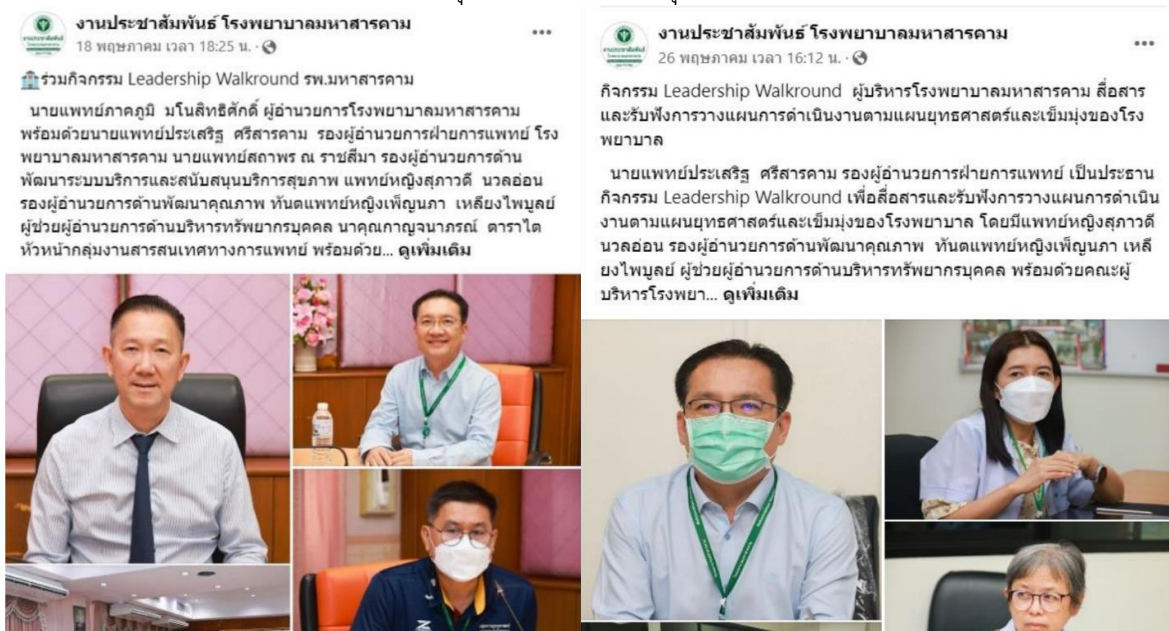 งานประชาสัมพันธ์ โรงพยาบาลมหาสารคาม
18 พฤษภาคม เวลา 18:25 น.
ร่วมกิจกรรม Leadership Walkround รพ.มหาสารคาม
นายแพทย์ภาคภูมิ มโนสิทธิศักดิ์ ผู้อำนวยการโรงพยาบาลมหาสารคาม
พร้อมด้วยนายแพทย์ประเสริฐ ศรีสารคาม รองผู้อำนวยการฝ่ายการแพทย์ โรง
พยาบาลมหาสารคาม นายแพทย์สถาพร ณ ราชสีมา รองผู้อำนวยการด้าน
พัฒนาระบบบริการและสนับสนุนบริการสุขภาพ แพทย์หญิงสุภาวดี นวลอ่อน
รองผู้อำนวยการด้านพัฒนาคุณภาพ ทันตแพทย์หญิงเพ็ญนภา เหลียงไพบูลย์
ผู้ช่วยผู้อำนวยการด้านบริหารทรัพยากรบุคคล นาคุณกาญจนาภรณ์ ตาราไต
หัวหน้ากลุ่มงานสารสนเทศทางการแพทย์ พร้อมด้วย... ดูเพิ่มเติม
งานประชาสัมพันธ์ โรงพยาบาลมหาสารคาม
26 พฤษภาคม เวลา 16:12 น.
กิจกรรม Leadership Walkround ผู้บริหารโรงพยาบาลมหาสารคาม สื่อสาร
และรับฟังการวางแผนการดำเนินงานตามแผนยุทธศาสตร์และเข็มมุ่งของโรง
พยาบาล
นายแพทย์ประเสริฐ ศรีสารคาม รองผู้อำนวยการฝ่ายการแพทย์ เป็นประธาน
กิจกรรม Leadership Walkround เพื่อสื่อสารและรับฟังการวางแผนการดำเนิน
งานตามแผนยุทธศาสตร์และเข็มมุ่งของโรงพยาบาล โดยมีแพทย์หญิงสุภาวดี
นวลอ่อน รองผู้อำนวยการด้านพัฒนาคุณภาพ ทันตแพทย์หญิงเพ็ญนภา เหลี
ยงไพบูลย์ ผู้ช่วยผู้อำนวยการด้านบริหารทรัพยากรบุคคล พร้อมด้วยคณะผู้
บริหารโรงพยา... ดูเพิ่มเติม